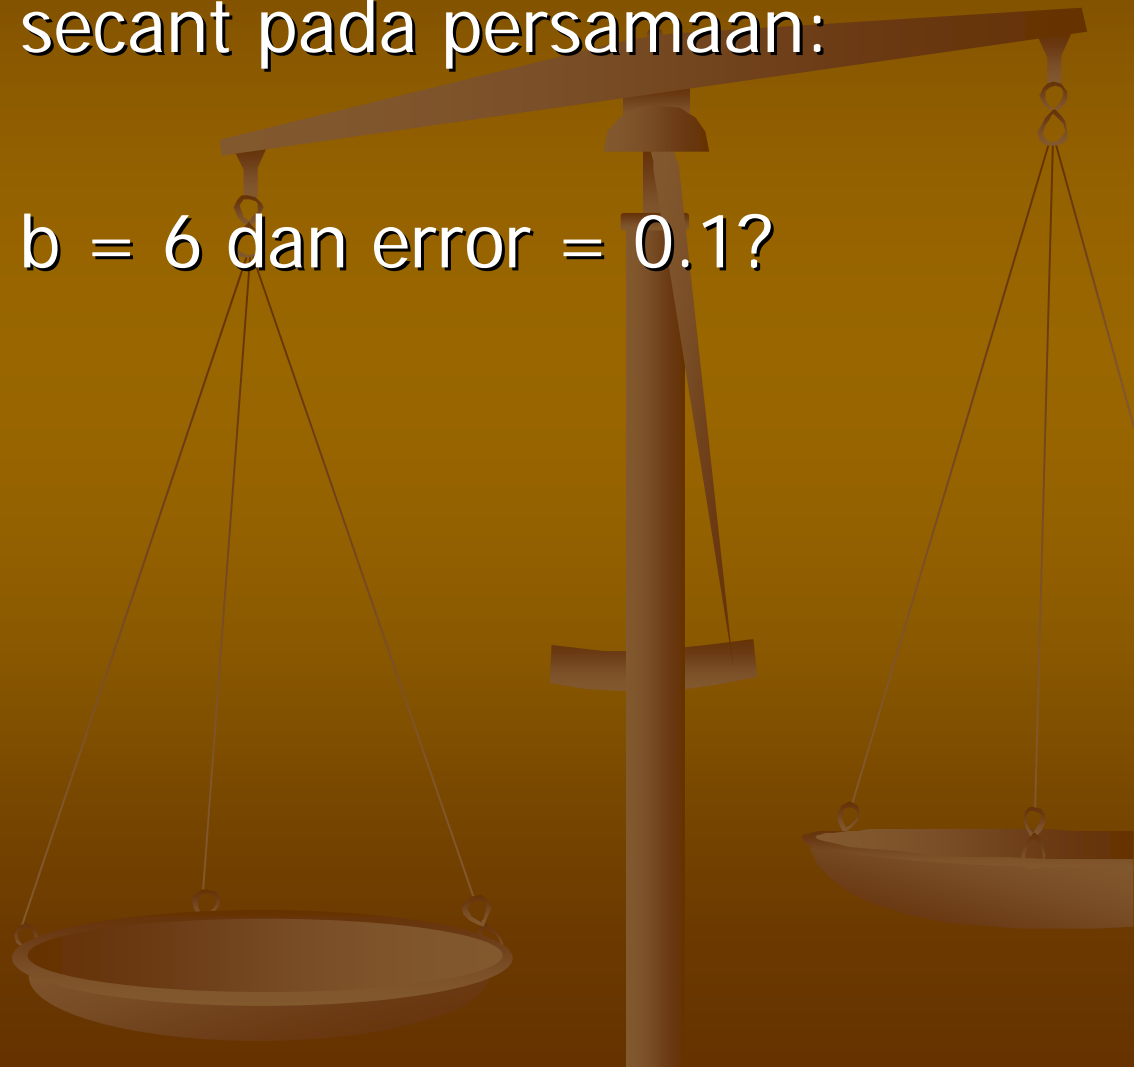 secant pada persamaan:
b = 6 dan error = 0.1?